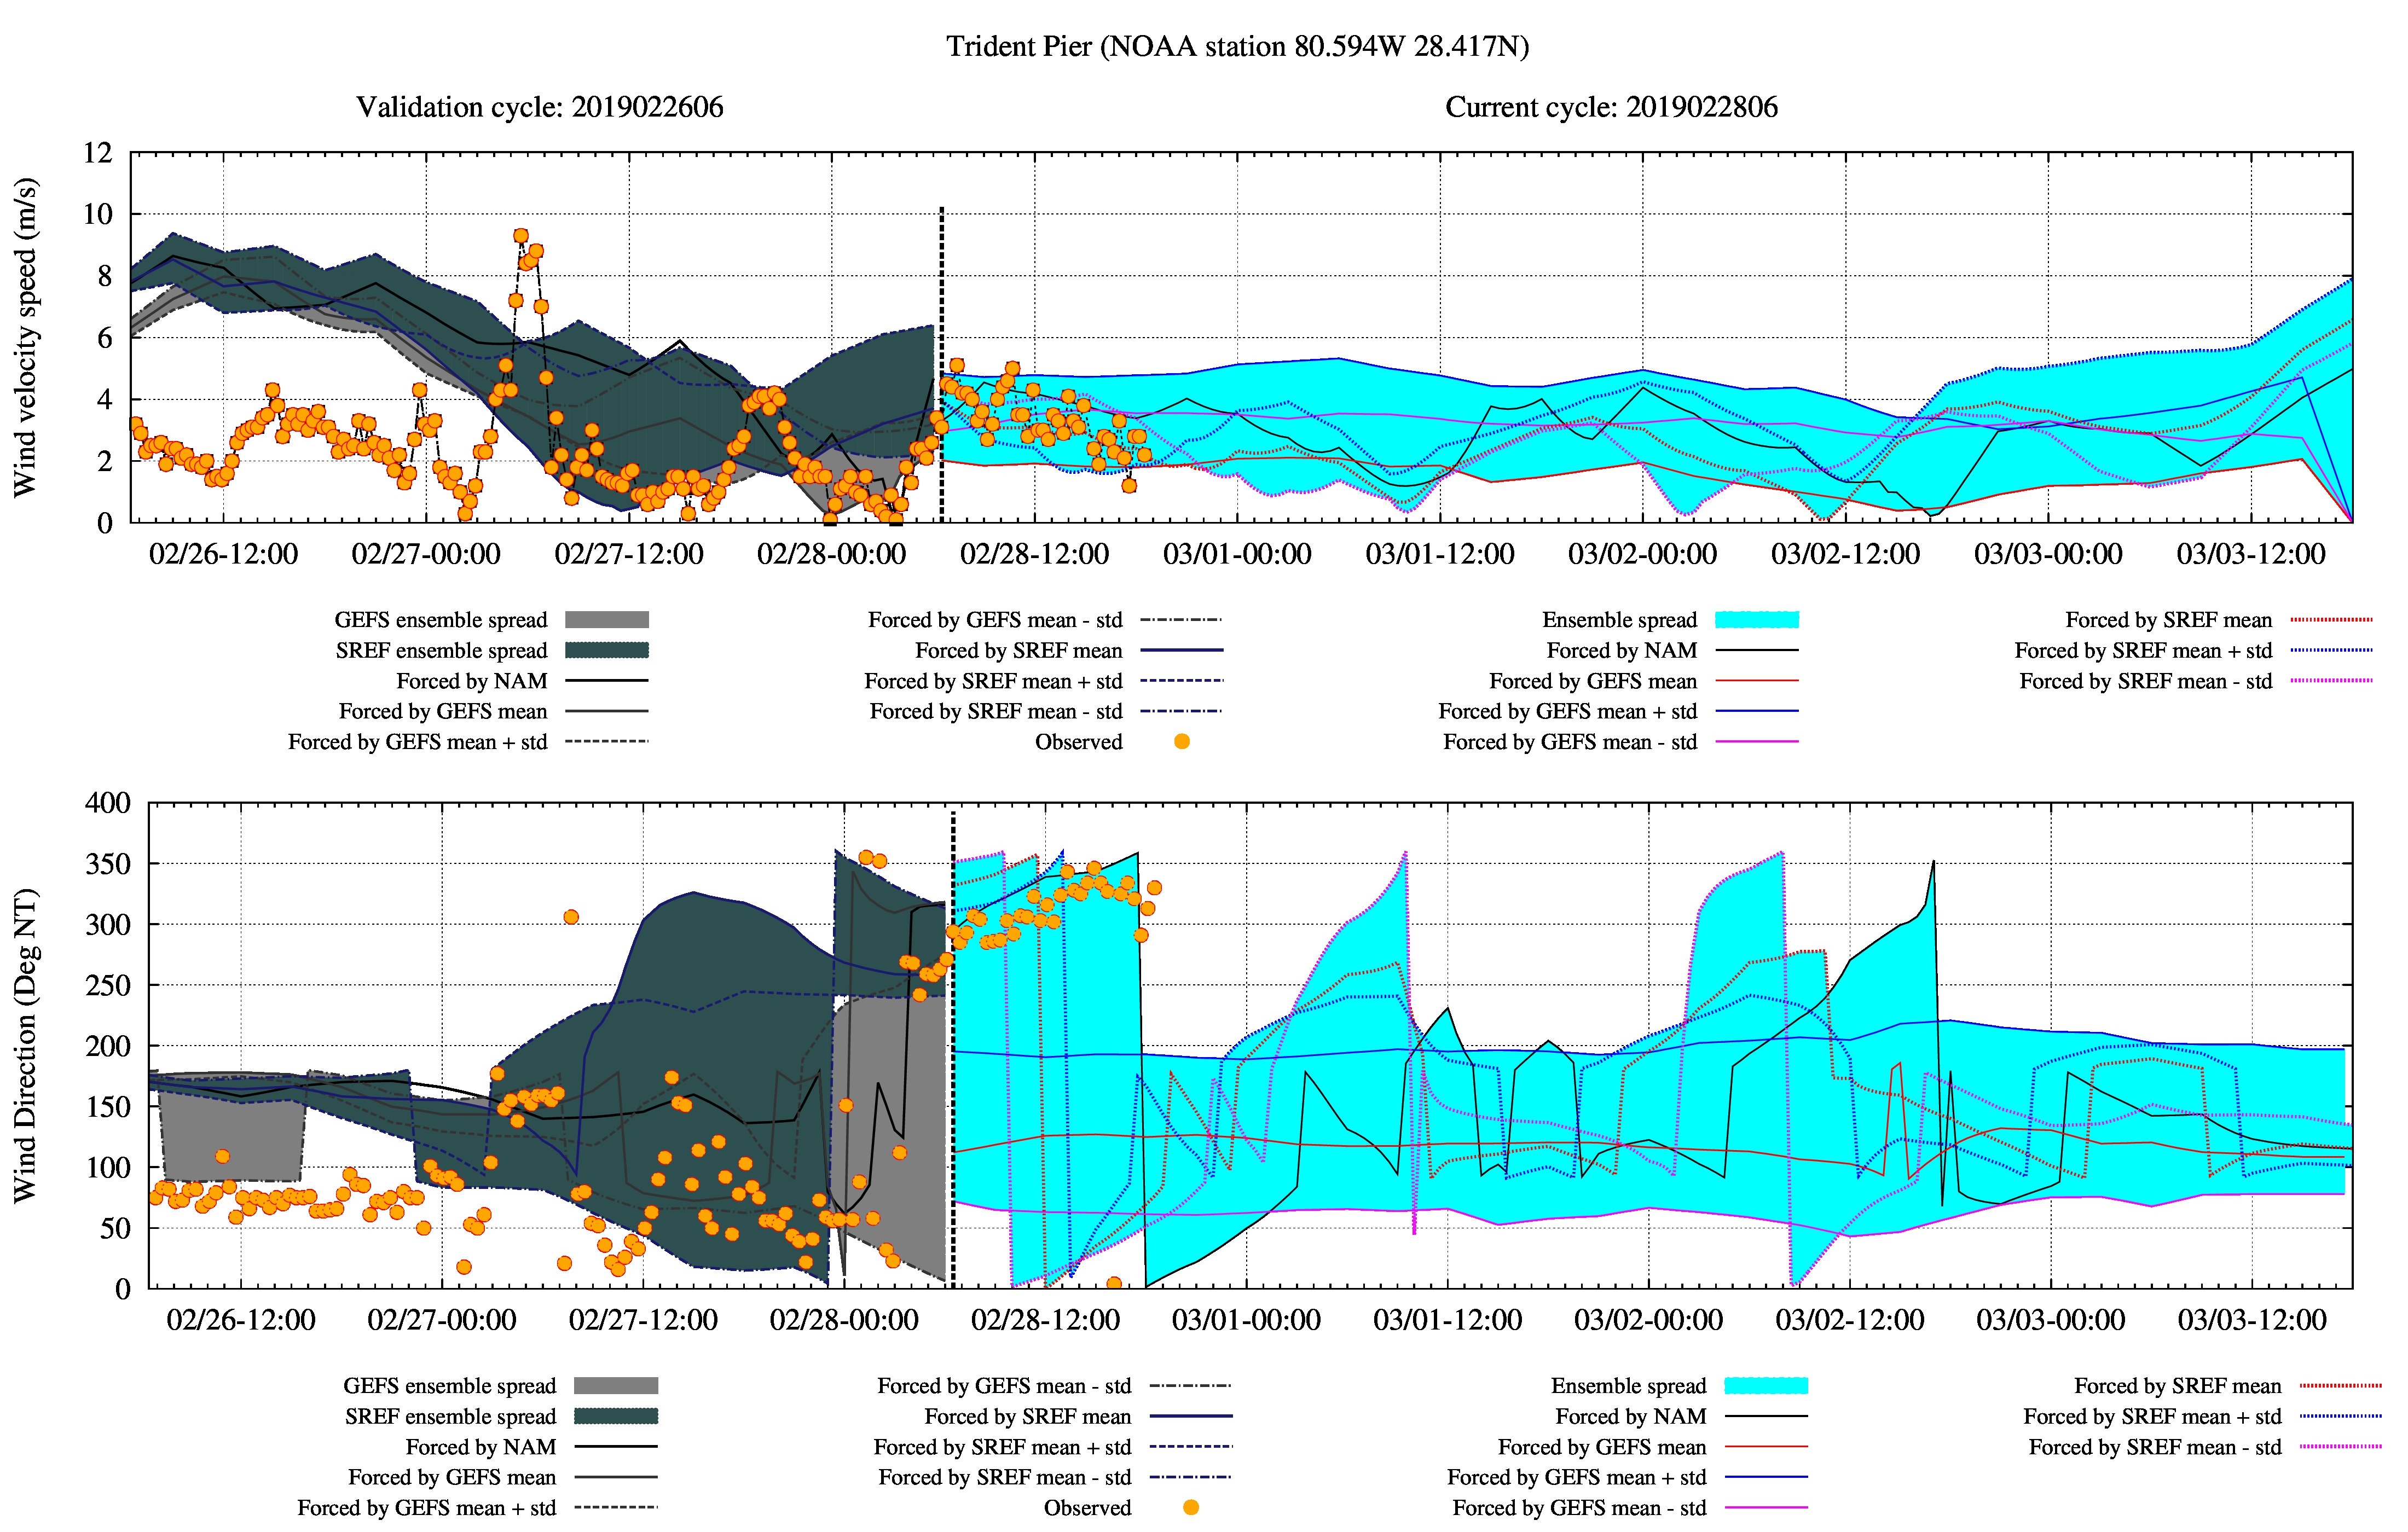 Trident Pier (NOAA station 80.594W 28.417N)
Validation cycle: 2019022606 Current cycle: 2019022806
Wind velocity speed (m/s)
12
10
8
6
4
2
0
02/26-12:00 02/27-00:00 02/27-12:00 02/28-00:00 02/28-12:00 03/01-00:00 03/01-12:00 03/02-00:00 03/02-12:00 03/03-00:00 03/03-12:00
GEFS ensemble spread Forced by GEFS mean - std Ensemble spread Forced by SREF mean
SREF ensemble spread Forced by SREF mean Forced by NAM Forced by SREF mean + std
Forced by NAM Forced by SREF mean + std Forced by GEFS mean Forced by SREF mean - std
Forced by GEFS mean Forced by SREF mean - std Forced by GEFS mean + std
Forced by GEFS mean + std Observed Forced by GEFS mean - std
Wind Direction (Deg NT)
400
350
300
250
200
150
100
50
0
02/26-12:00 02/27-00:00 02/27-12:00 02/28-00:00 02/28-12:00 03/01-00:00 03/01-12:00 03/02-00:00 03/02-12:00 03/03-00:00 03/03-12:00
GEFS ensemble spread Forced by GEFS mean - std Ensemble spread Forced by SREF mean
SREF ensemble spread Forced by SREF mean Forced by NAM Forced by SREF mean + std
Forced by NAM Forced by SREF mean + std Forced by GEFS mean Forced by SREF mean - std
Forced by GEFS mean Forced by SREF mean - std Forced by GEFS mean + std
Forced by GEFS mean + std Observed Forced by GEFS mean - std